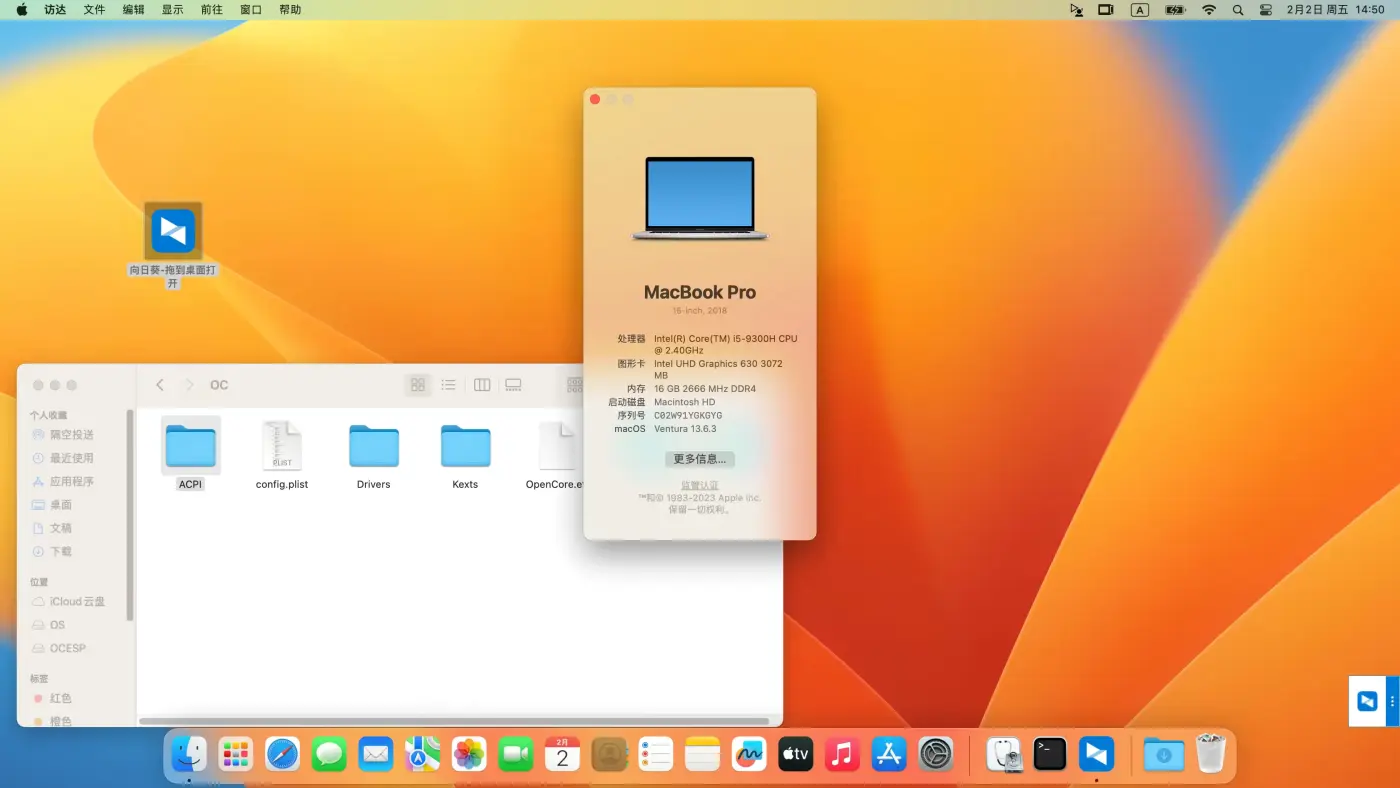 访达 文件 编辑 显示 前往 窗口 帮助 A 2月2日 周五 14:50
向日葵-拖到桌面打
开
MacBook Pro
15-inch, 2018
处理器 Intel(R) Core(TM) i5-9300H CPU
@ 2.40GHz
图形卡 Intel UHD Graphics 630 3072
MB
内存 16 GB 2666 MHz DDR4
启动磁盘 Macintosh HD
序列号 C02W91YGKGYG
macOS Ventura 13.6.3
更多信息...
监管认证
™和© 1983-2023 Apple Inc.
保留一切权利。
OC
个人收藏
隔空投送
最近使用
应用程序
桌面
文稿
下载
位置
iCloud云盘
OS
OCESP
标签
红色
橙色
PLIST
ACPI config.plist Drivers Kexts OpenCore.ef
2月
2
tv